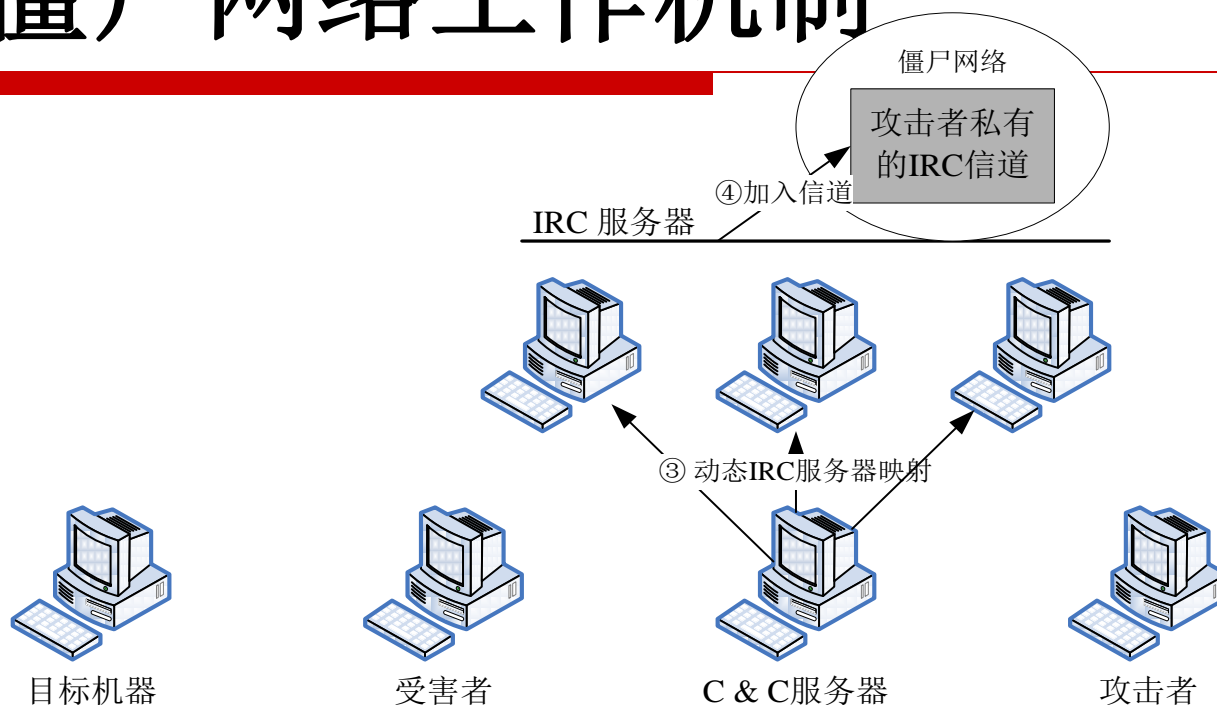 僵尸网络工作机制
僵尸网络
攻击者私有
的IRC信道
④加入信道
IRC 服务器
③ 动态IRC服务器映射
目标机器
受害者
C & C服务器
攻击者